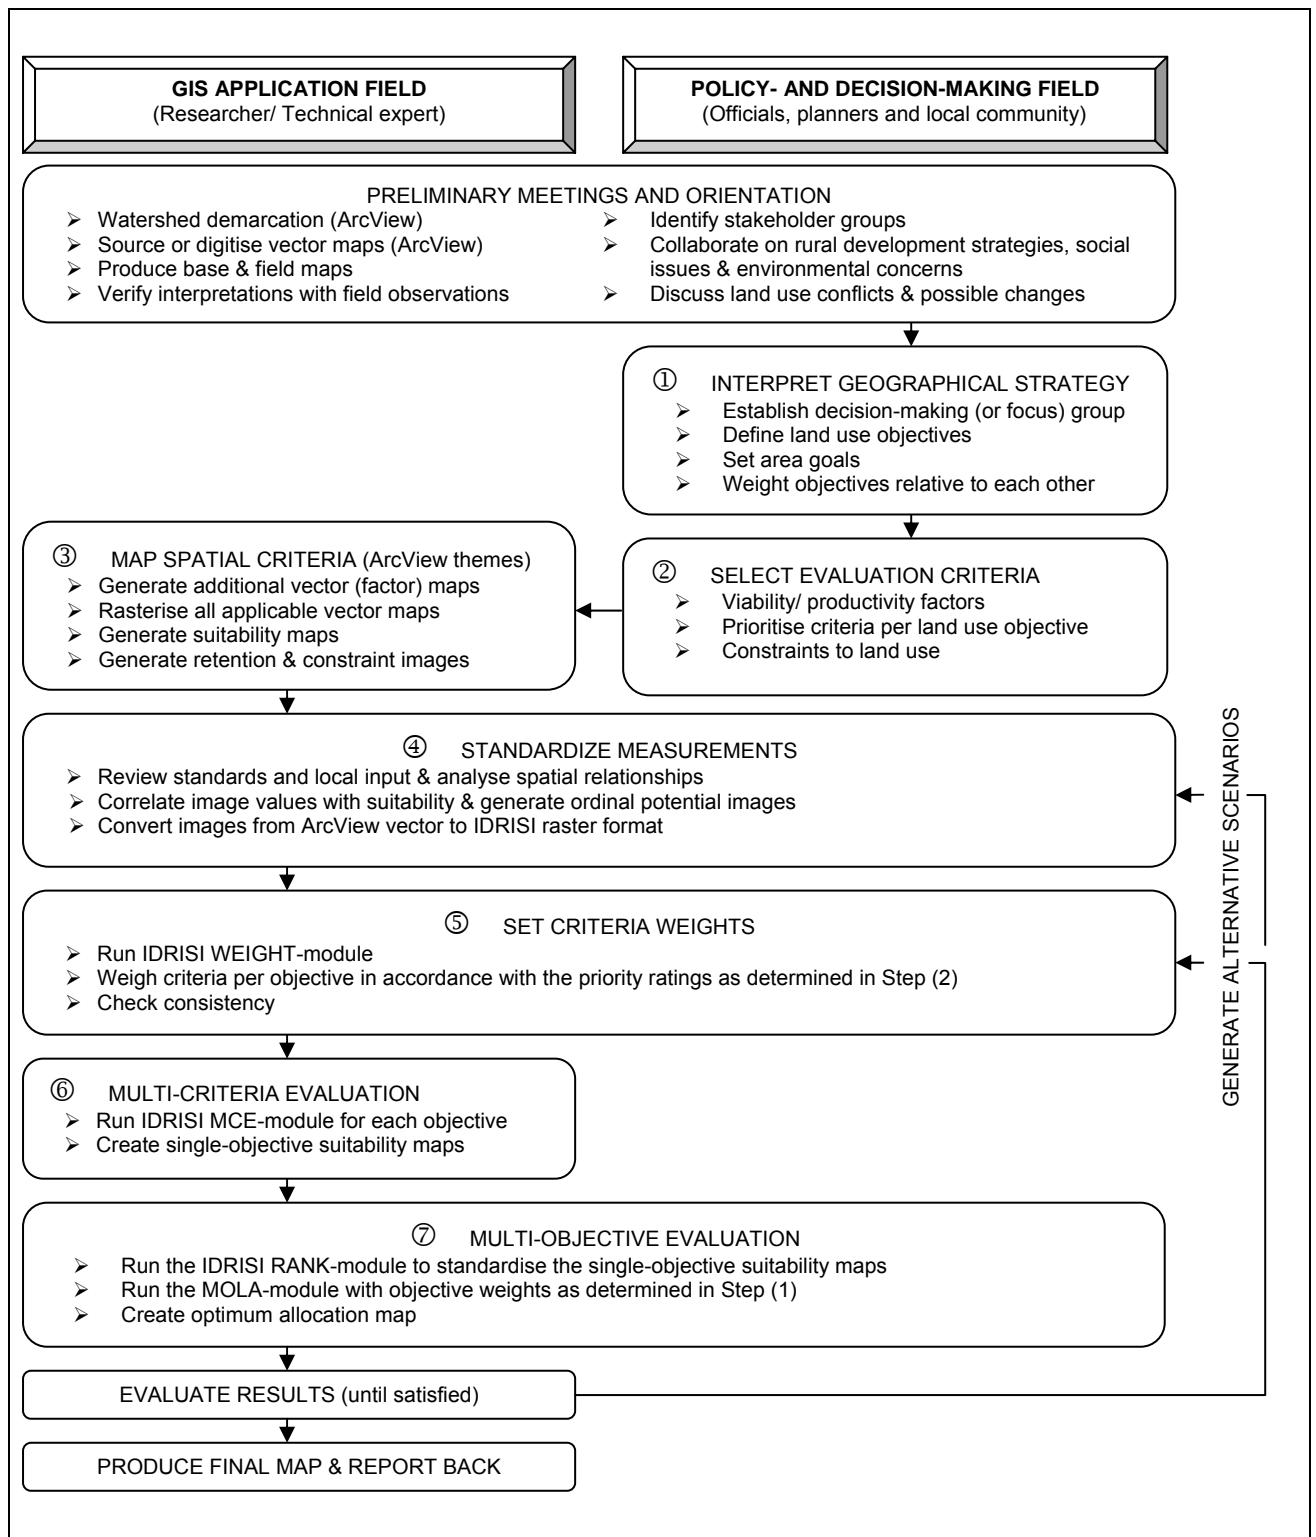 GIS APPLICATION FIELD
(Researcher/ Technical expert)
POLICY- AND DECISION-MAKING FIELD
(Officials, planners and local community)
PRELIMINARY MEETINGS AND ORIENTATION
➢ Watershed demarcation (ArcView)
➢ Source or digitise vector maps (ArcView)
➢ Produce base & field maps
➢ Verify interpretations with field observations
➢ Identify stakeholder groups
➢ Collaborate on rural development strategies, social
issues & environmental concerns
➢ Discuss land use conflicts & possible changes
① INTERPRET GEOGRAPHICAL STRATEGY
➢ Establish decision-making (or focus) group
➢ Define land use objectives
➢ Set area goals
➢ Weight objectives relative to each other
② SELECT EVALUATION CRITERIA
➢ Viability/ productivity factors
➢ Prioritise criteria per land use objective
➢ Constraints to land use
③ MAP SPATIAL CRITERIA (ArcView themes)
➢ Generate additional vector (factor) maps
➢ Rasterise all applicable vector maps
➢ Generate suitability maps
➢ Generate retention & constraint images
④ STANDARDIZE MEASUREMENTS
➢ Review standards and local input & analyse spatial relationships
➢ Correlate image values with suitability & generate ordinal potential images
➢ Convert images from ArcView vector to IDRISI raster format
⑤ SET CRITERIA WEIGHTS
➢ Run IDRISI WEIGHT-module
➢ Weigh criteria per objective in accordance with the priority ratings as determined in Step (2)
➢ Check consistency
⑥ MULTI-CRITERIA EVALUATION
➢ Run IDRISI MCE-module for each objective
➢ Create single-objective suitability maps
⑦ MULTI-OBJECTIVE EVALUATION
➢ Run the IDRISI RANK-module to standardise the single-objective suitability maps
➢ Run the MOLA-module with objective weights as determined in Step (1)
➢ Create optimum allocation map
EVALUATE RESULTS (until satisfied)
PRODUCE FINAL MAP & REPORT BACK
GENERATE ALTERNATIVE SCENARIOS